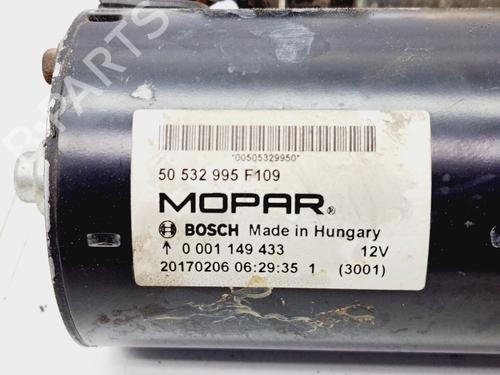 B-PARTS
*00505329950*
50 532 995 F109
MOPAR®
BOSCH Made in Hungary
↑ 0 001 149 433 12V
20170206 06:29:35 1 (3001)